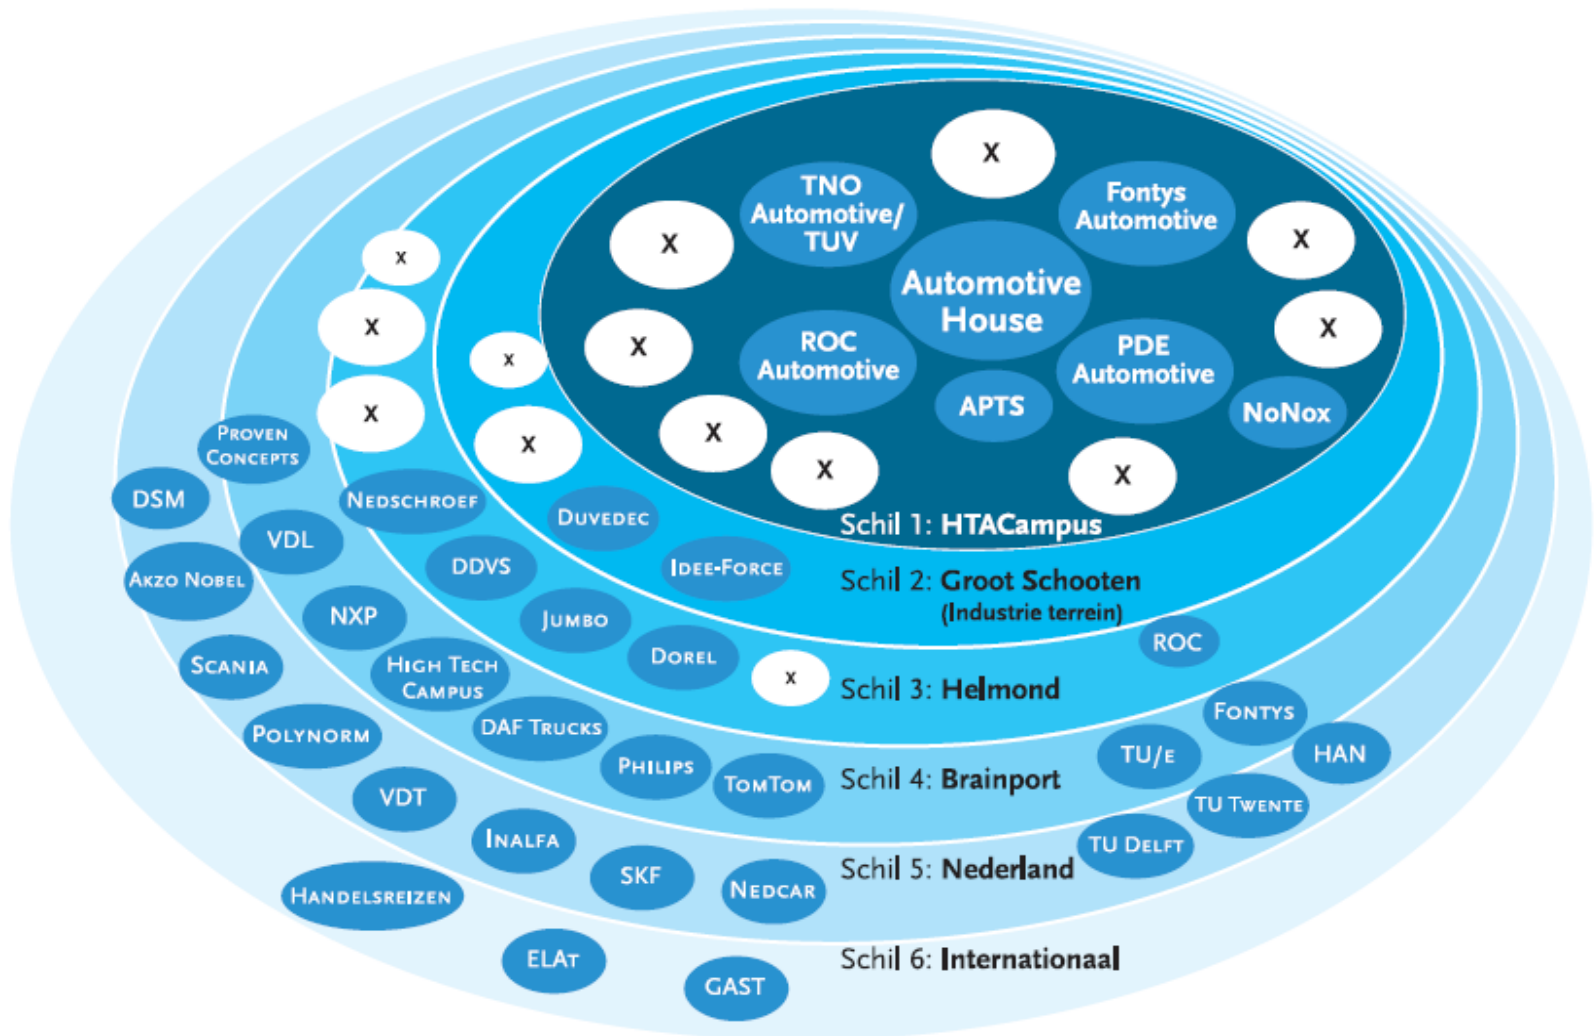 X
TNO
Automotive/
TUV
Fontys
Automotive
X
X
X
Automotive
House
X
X
X
X
X
ROC
Automotive
PDE
Automotive
X
APTS
NoNox
X
X
X
X
X
Schil 1: HTACampus
Duvedec
Idee-Force
Schil 2: Groot Schooten
(Industrie terrein)
Nedschroef
DDVS
Jumbo
Dorel
X
ROC
Schil 3: Helmond
Proven
Concepts
VDL
NXP
High Tech
Campus
DAF Trucks
Philips
TomTom
Schil 4: Brainport
TU/e
Fontys
DSM
Akzo Nobel
Scania
Polynorm
VDT
Inalfa
SKF
Nedcar
Schil 5: Nederland
TU Delft
TU Twente
HAN
Handelsreizen
ELAt
GAST
Schil 6: Internationaal